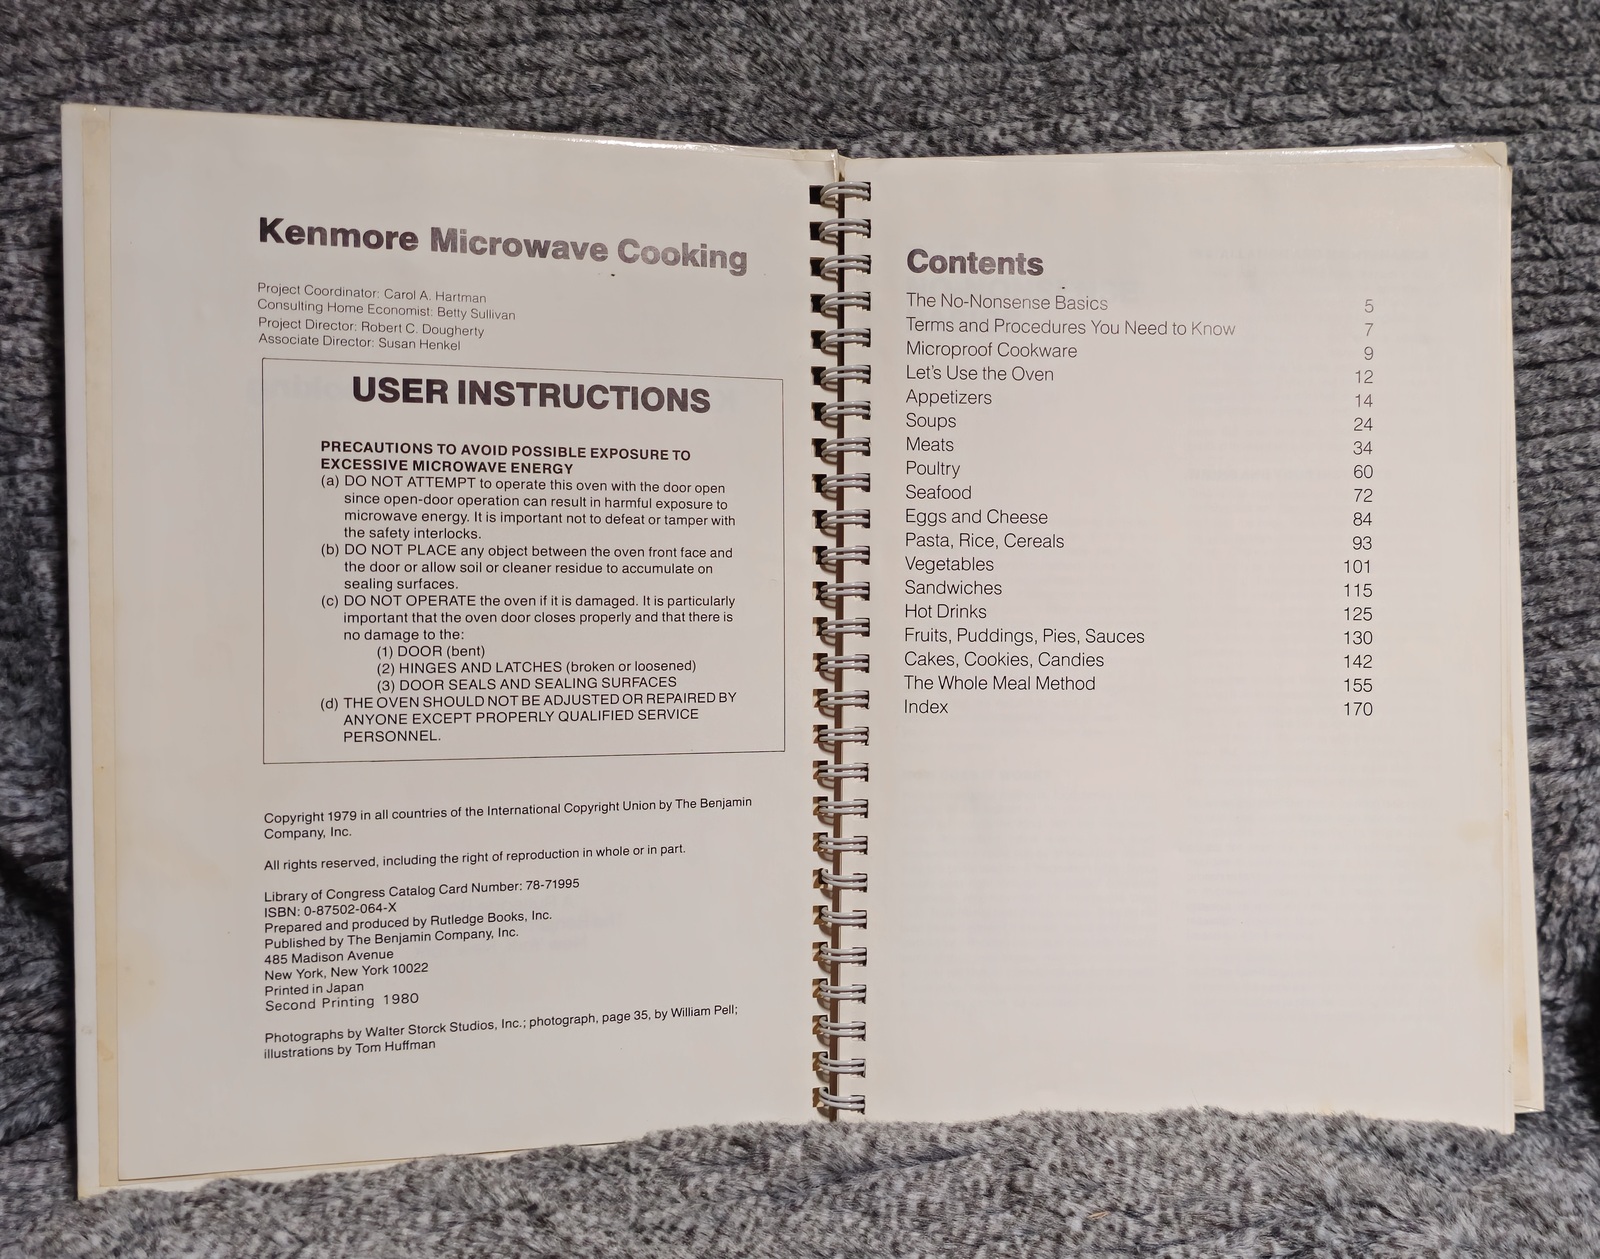 Kenmore Microwave Cooking
Project Coordinator: Carol A. Hartman
Consulting Home Economist: Betty Sullivan
Project Director: Robert C. Dougherty
Associate Director: Susan Henkel
USER INSTRUCTIONS
PRECAUTIONS TO AVOID POSSIBLE EXPOSURE TO
EXCESSIVE MICROWAVE ENERGY
(a) DO NOT ATTEMPT to operate this oven with the door open
since open-door operation can result in harmful exposure to
microwave energy. It is important not to defeat or tamper with
the safety interlocks.
(b) DO NOT PLACE any object between the oven front face and
the door or allow soil or cleaner residue to accumulate on
sealing surfaces.
(c) DO NOT OPERATE the oven if it is damaged. It is particularly
important that the oven door closes properly and that there is
no damage to the:
(1) DOOR (bent)
(2) HINGES AND LATCHES (broken or loosened)
(3) DOOR SEALS AND SEALING SURFACES
(d) THE OVEN SHOULD NOT BE ADJUSTED OR REPAIRED BY
ANYONE EXCEPT PROPERLY QUALIFIED SERVICE
PERSONNEL.
Copyright 1979 in all countries of the International Copyright Union by The Benjamin
Company, Inc.
All rights reserved, including the right of reproduction in whole or in part.
Library of Congress Catalog Card Number: 78-71995
ISBN: 0-87502-064-X
Prepared and produced by Rutledge Books, Inc.
Published by The Benjamin Company, Inc.
485 Madison Avenue
New York, New York 10022
Printed in Japan
Second Printing 1980
Photographs by Walter Storck Studios, Inc.; photograph, page 35, by William Pell;
illustrations by Tom Huffman
Contents
The No-Nonsense Basics 5
Terms and Procedures You Need to Know 7
Microproof Cookware 9
Let's Use the Oven 12
Appetizers 14
Soups 24
Meats 34
Poultry 60
Seafood 72
Eggs and Cheese 84
Pasta, Rice, Cereals 93
Vegetables 101
Sandwiches 115
Hot Drinks 125
Fruits, Puddings, Pies, Sauces 130
Cakes, Cookies, Candies 142
The Whole Meal Method 155
Index 170